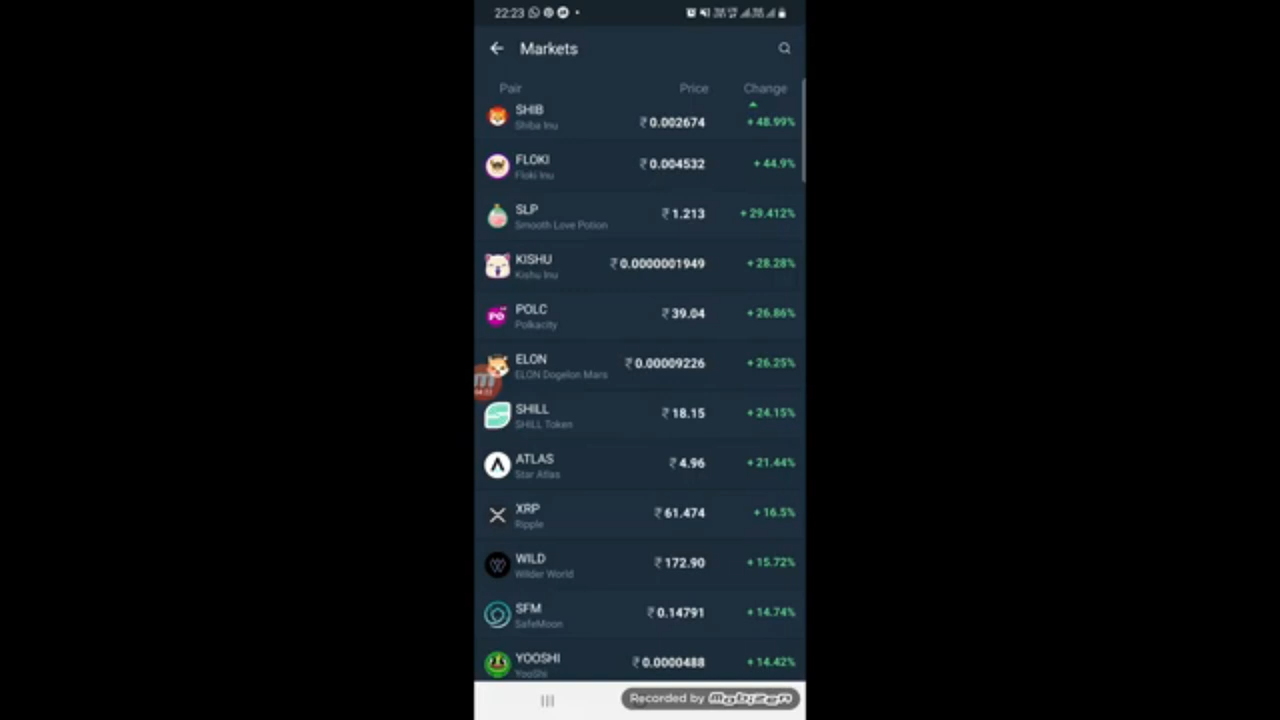 22:23
Markets
Pair Price Change
SHIB
Shiba Inu
₹ 0.002674 + 48.99%
FLOKI
Floki Inu
₹ 0.004532 + 44.9%
SLP
Smooth Love Potion
₹ 1.213 + 29.412%
KISHU
Kishu Inu
₹ 0.0000001949 + 28.28%
POLC
Polkacity
₹ 39.04 + 26.86%
ELON
ELON Dogelon Mars
₹ 0.00009226 + 26.25%
SHILL
SHILL Token
₹ 18.15 + 24.15%
ATLAS
Star Atlas
₹ 4.96 + 21.44%
XRP
Ripple
₹ 61.474 + 16.5%
WILD
Wilder World
₹ 172.90 + 15.72%
SFM
SafeMoon
₹ 0.14791 + 14.74%
YOOSHI
YooShi
₹ 0.0000488 + 14.42%
Recorded by mobizen